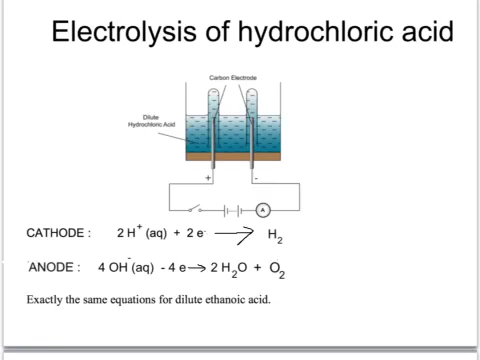 Electrolysis of hydrochloric acid
Carbon Electrode
Dilute
Hydrochloric Acid
+ -
A
CATHODE : 2 H⁺ (aq) + 2 e⁻ ⟶ H₂
ANODE : 4 OH⁻ (aq) - 4 e ⟶ 2 H₂O + O₂
Exactly the same equations for dilute ethanoic acid.